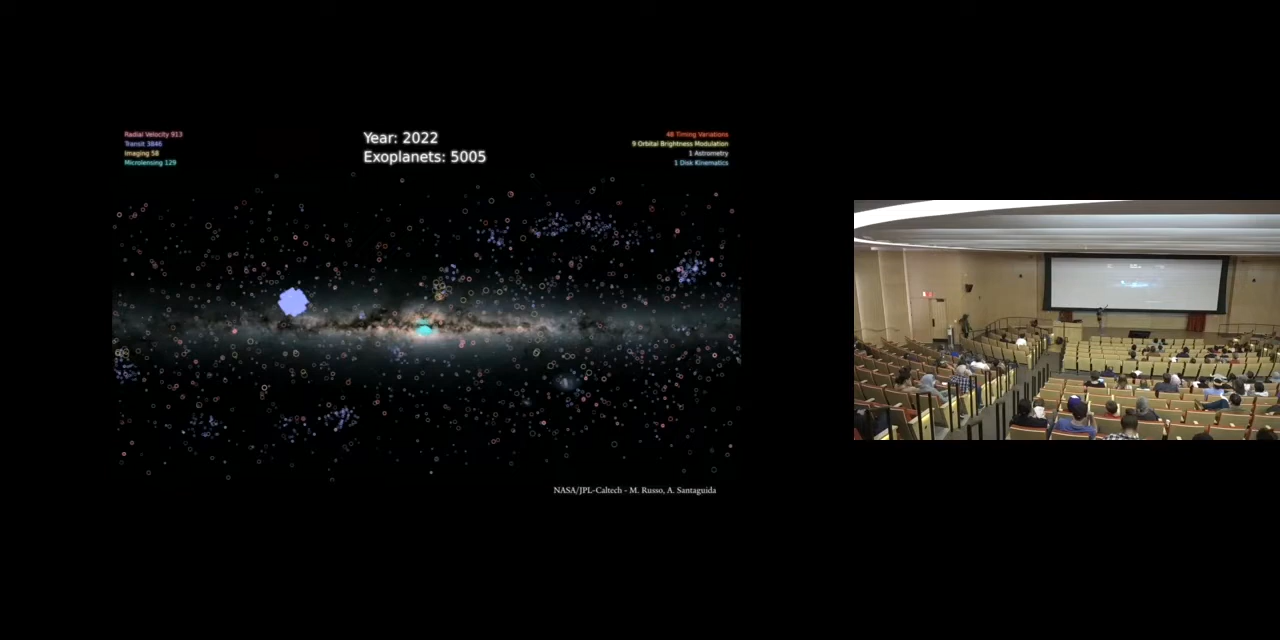 Radial Velocity 913
Transit 3846
Imaging 58
Microlensing 129
Year: 2022
Exoplanets: 5005
48 Timing Variations
9 Orbital Brightness Modulation
1 Astrometry
1 Disk Kinematics
NASA/JPL-Caltech - M. Russo, A. Santaguida